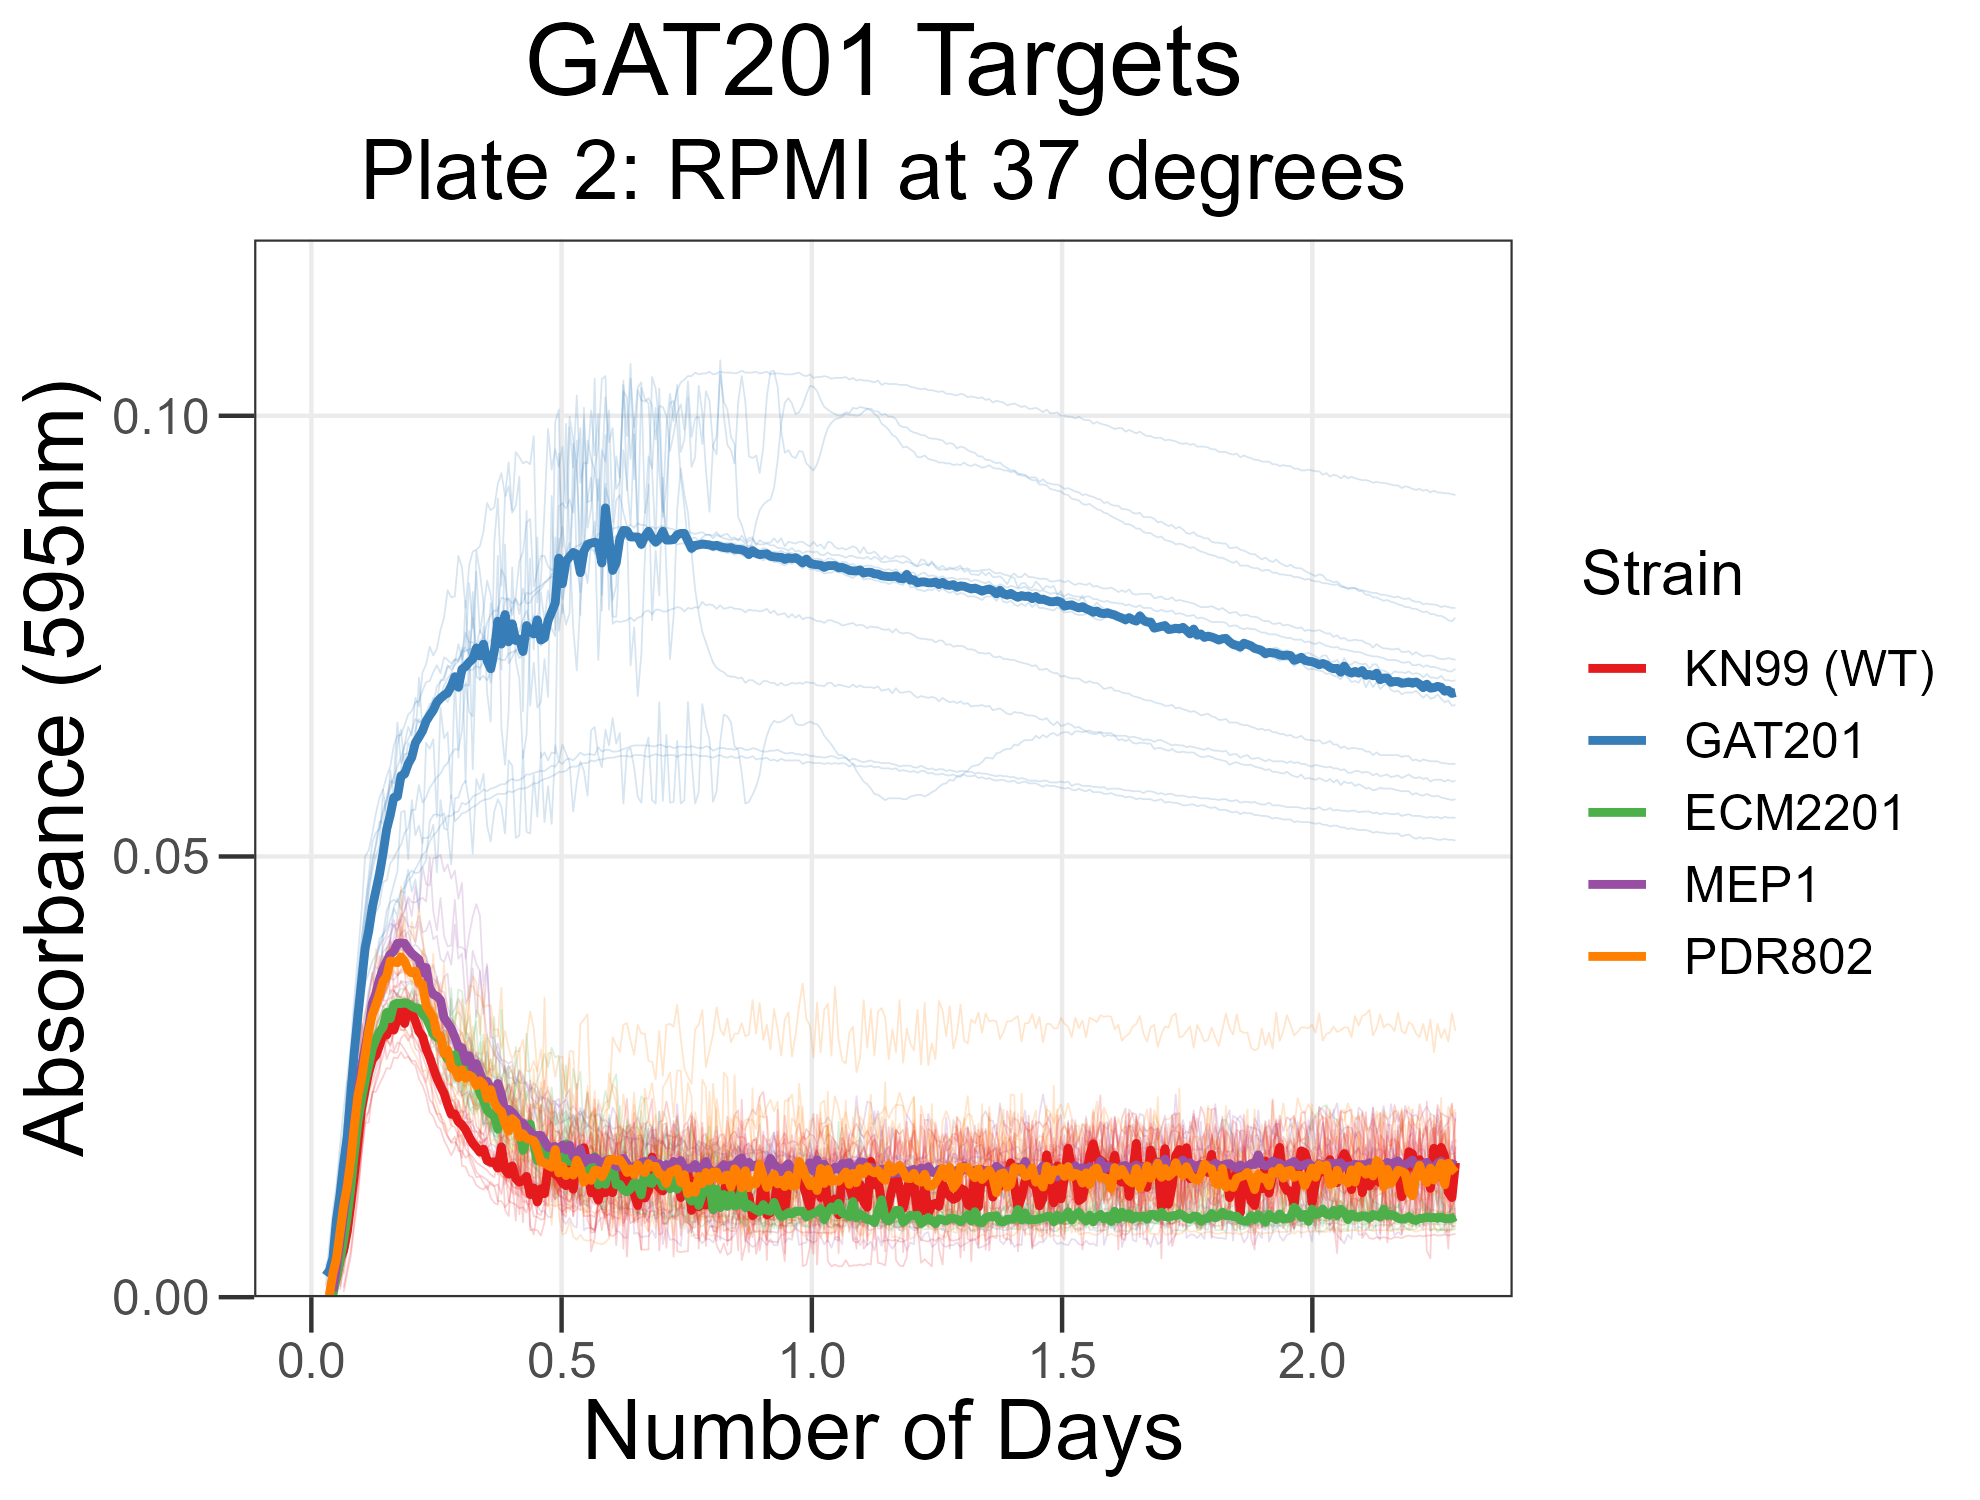 GAT201 Targets
Plate 2: RPMI at 37 degrees
Absorbance (595nm)
0.10
0.05
0.00
0.0 0.5 1.0 1.5 2.0
Number of Days
Strain
KN99 (WT)
GAT201
ECM2201
MEP1
PDR802